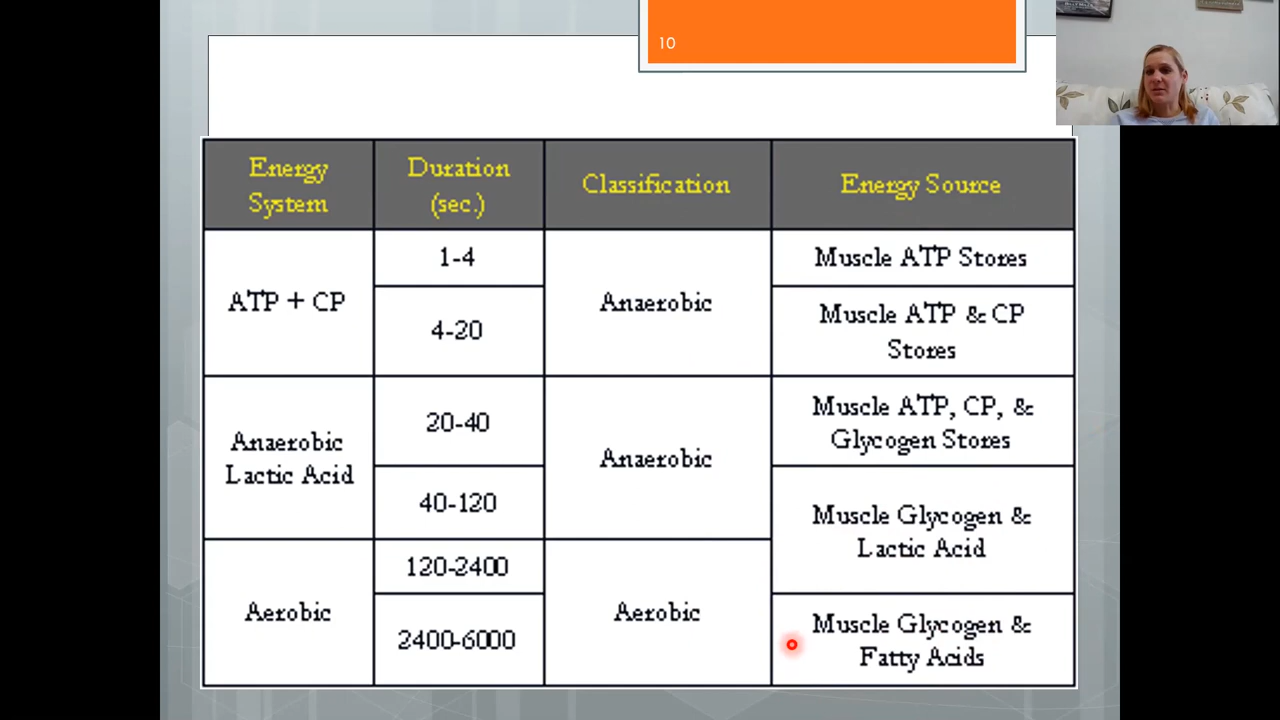 10
Energy
System
Duration
(sec.)
Classification
Energy Source
ATP + CP
1-4
Anaerobic
Muscle ATP Stores
4-20
Muscle ATP & CP
Stores
Anaerobic
Lactic Acid
20-40
Anaerobic
Muscle ATP, CP, &
Glycogen Stores
40-120
Muscle Glycogen &
Lactic Acid
Aerobic
120-2400
Aerobic
2400-6000
Muscle Glycogen &
Fatty Acids